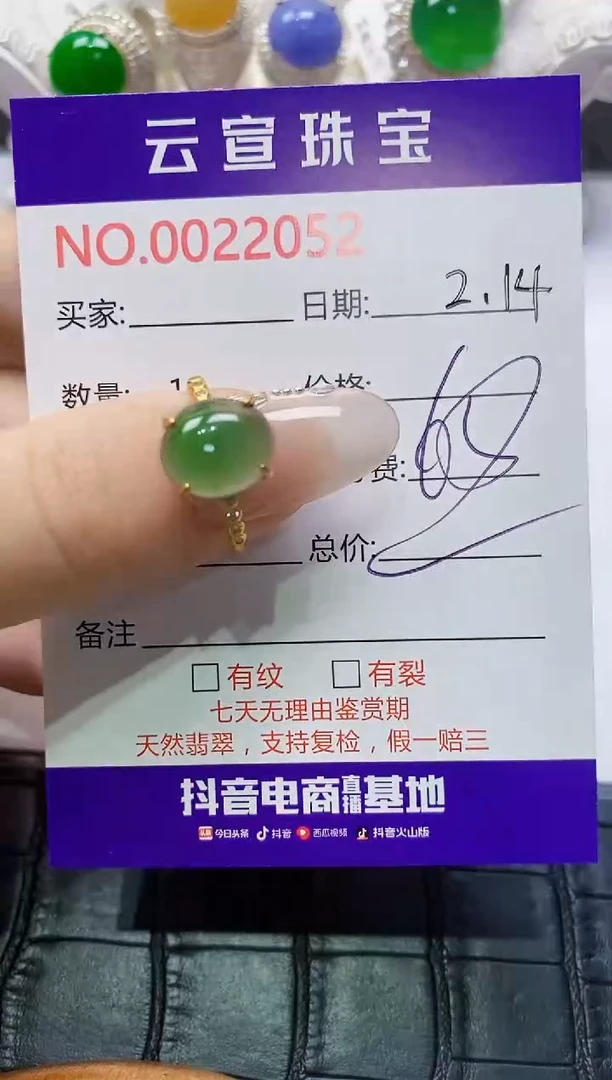 云宣珠宝
NO.0022052
买家: 日期: 2.14
数量: 1 价格:
费: 68
总价:
备注
□有纹 □有裂
七天无理由鉴赏期
天然翡翠，支持复检，假一赔三
抖音电商直播基地
头条 今日头条 抖音 西瓜视频 抖音火山版